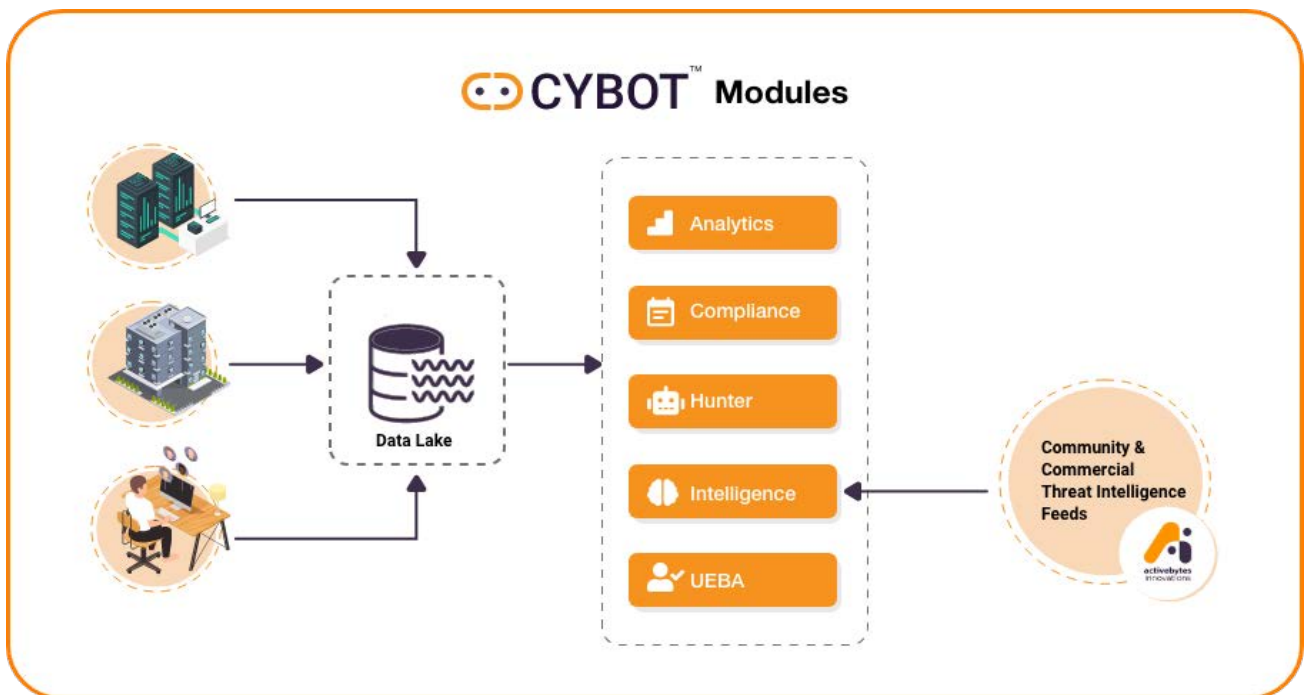 CYBOT™ Modules
Analytics
Compliance
Hunter
Intelligence
UEBA
Data Lake
Community &
Commercial
Threat Intelligence
Feeds
activebytes
innovations